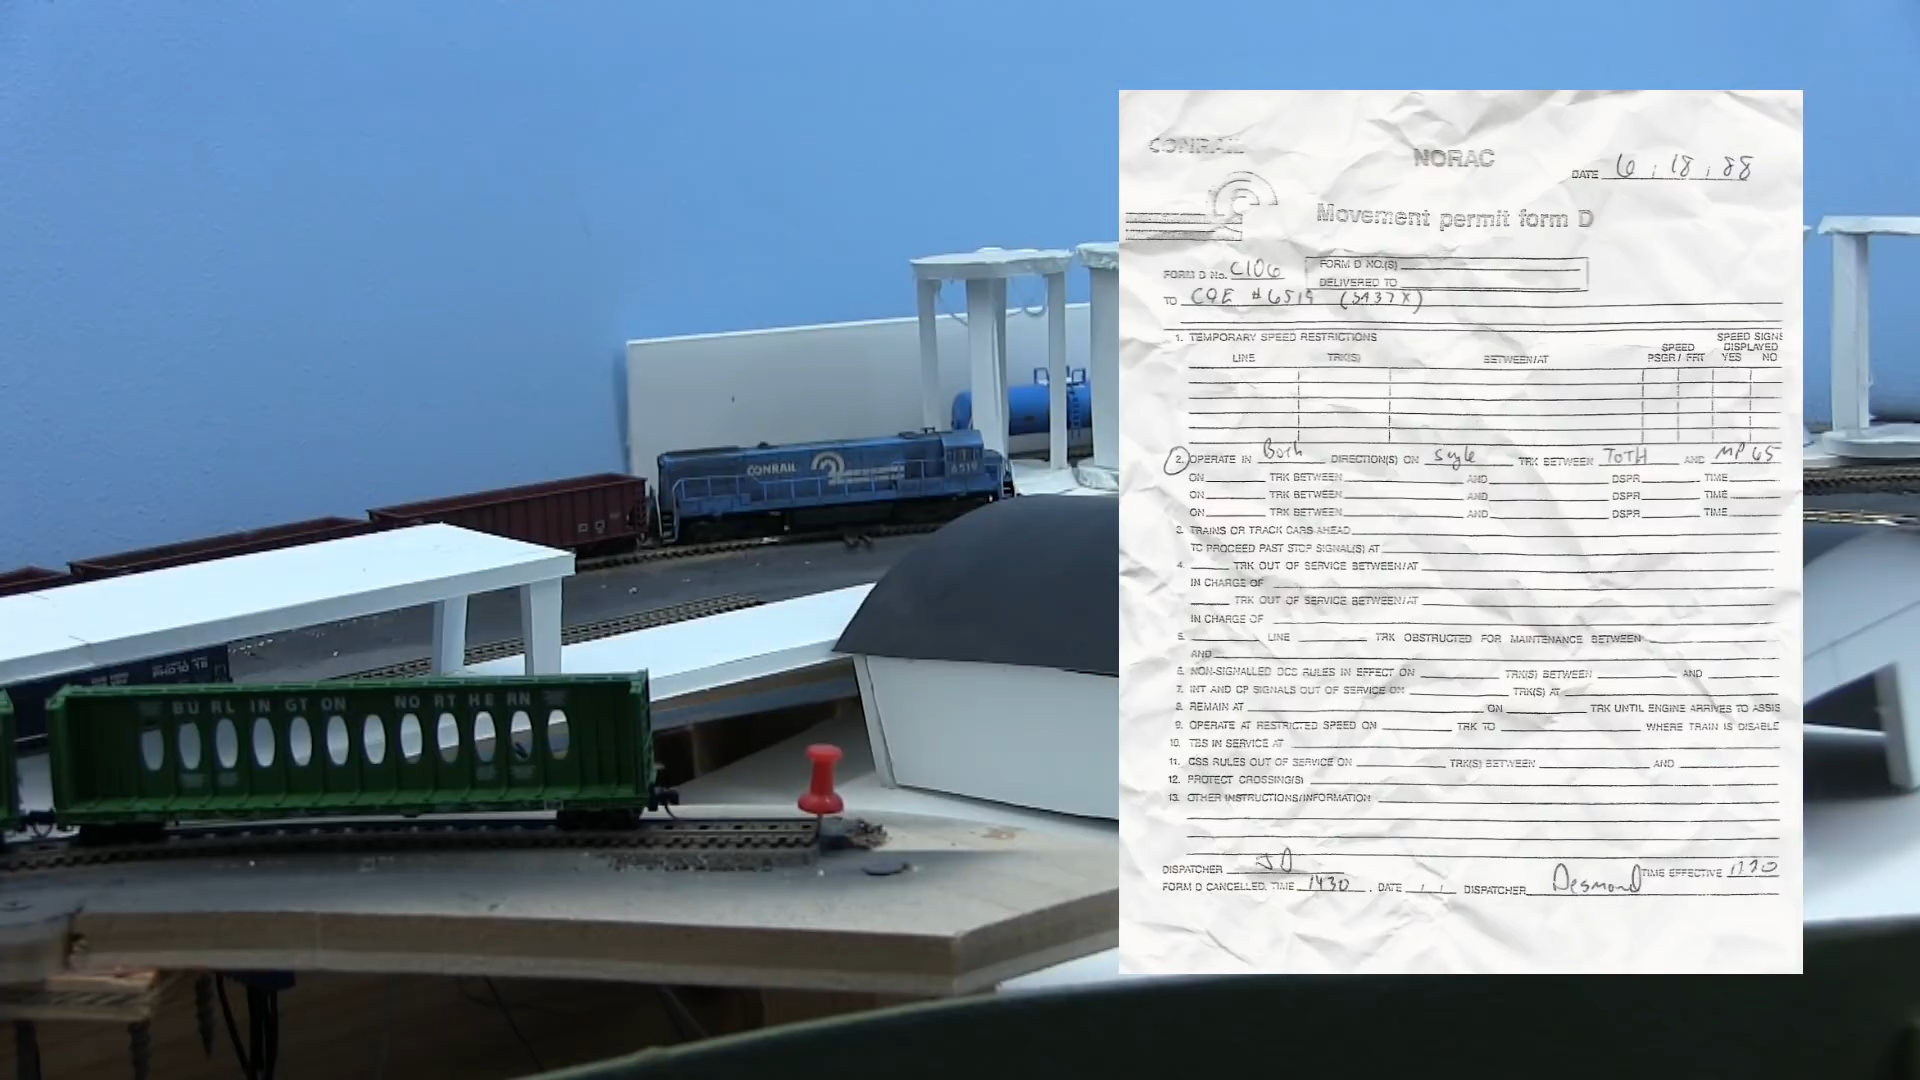 CONRAIL
NORAC
DATE 6, 18, 88
Movement permit form D
FORM D No. C106
FORM D NO.(S)
DELIVERED TO
TO C&E #6519 (SA37X)
1. TEMPORARY SPEED RESTRICTIONS
SPEED SIGNS
SPEED DISPLAYED
LINE TRK(S) BETWEEN/AT PSGR / FRT YES NO
2. OPERATE IN Both DIRECTION(S) ON Single TRK BETWEEN TOTH AND MP 65
ON TRK BETWEEN AND DSPR TIME
ON TRK BETWEEN AND DSPR TIME
ON TRK BETWEEN AND DSPR TIME
3. TRAINS OR TRACK CARS AHEAD
TO PROCEED PAST STOP SIGNAL(S) AT
4. TRK OUT OF SERVICE BETWEEN/AT
IN CHARGE OF
TRK OUT OF SERVICE BETWEEN/AT
IN CHARGE OF
5. LINE TRK OBSTRUCTED FOR MAINTENANCE BETWEEN
AND
6. NON-SIGNALLED DCS RULES IN EFFECT ON TRK(S) BETWEEN AND
7. INT AND CP SIGNALS OUT OF SERVICE ON TRK(S) AT
8. REMAIN AT ON TRK UNTIL ENGINE ARRIVES TO ASSIS
9. OPERATE AT RESTRICTED SPEED ON TRK TO WHERE TRAIN IS DISABLE
10. TBS IN SERVICE AT
11. CSS RULES OUT OF SERVICE ON TRK(S) BETWEEN AND
12. PROTECT CROSSING(S)
13. OTHER INSTRUCTIONS/INFORMATION
DISPATCHER JD TIME EFFECTIVE
FORM D CANCELLED, TIME 1430, DATE DISPATCHER Desmond
CONRAIL
6519
BURLINGTON NORTHERN